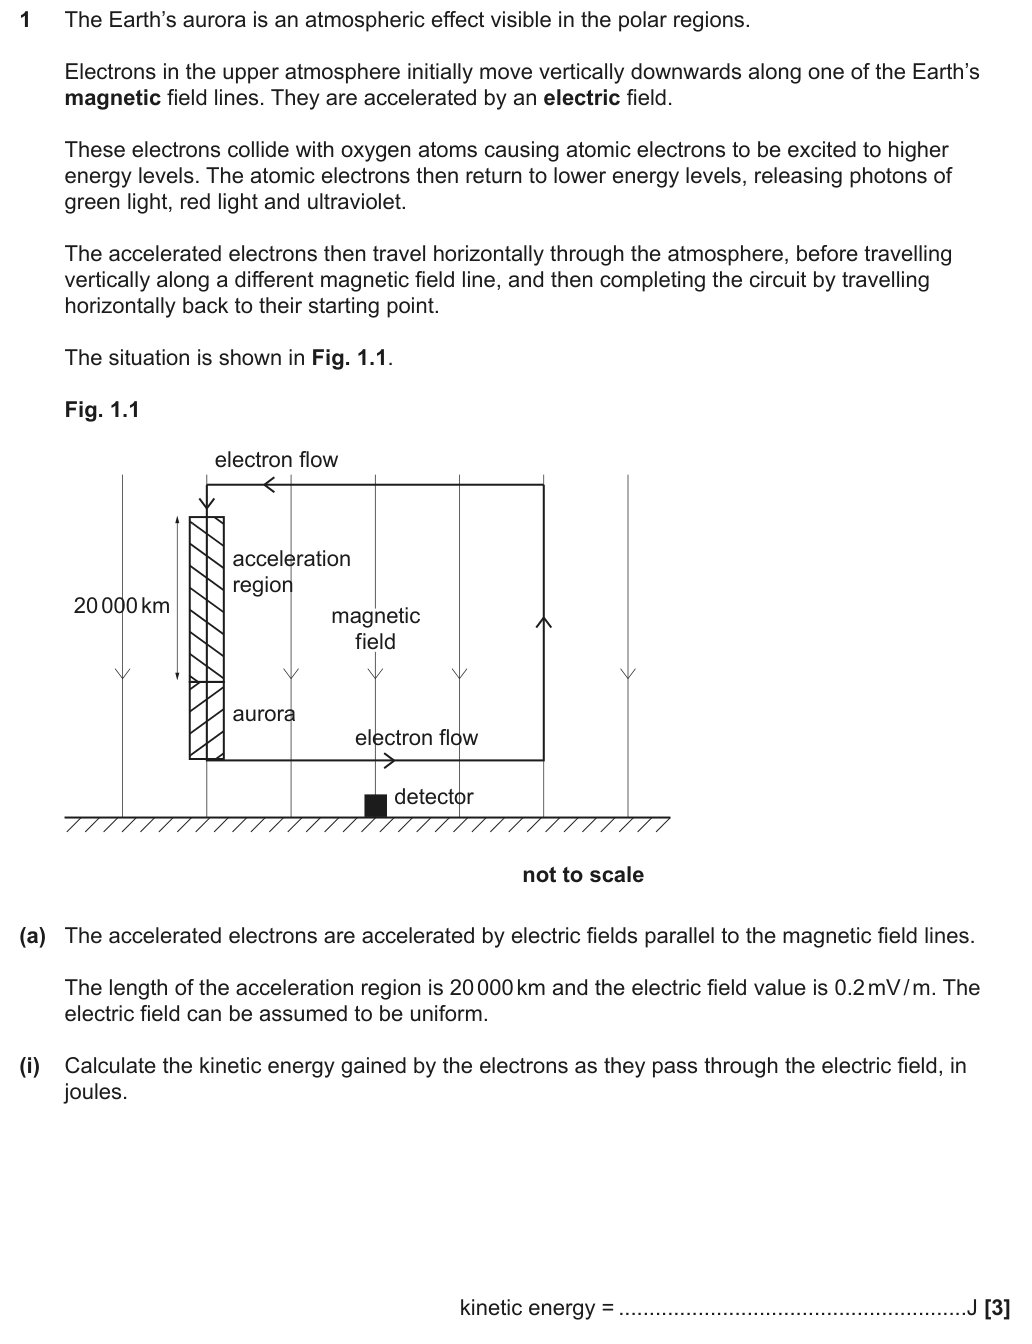 1 The Earth’s aurora is an atmospheric effect visible in the polar regions.
Electrons in the upper atmosphere initially move vertically downwards along one of the Earth’s
magnetic field lines. They are accelerated by an electric field.
These electrons collide with oxygen atoms causing atomic electrons to be excited to higher
energy levels. The atomic electrons then return to lower energy levels, releasing photons of
green light, red light and ultraviolet.
The accelerated electrons then travel horizontally through the atmosphere, before travelling
vertically along a different magnetic field line, and then completing the circuit by travelling
horizontally back to their starting point.
The situation is shown in Fig. 1.1.
Fig. 1.1
electron flow
acceleration
region
20 000 km
magnetic
field
aurora
electron flow
detector
not to scale
(a) The accelerated electrons are accelerated by electric fields parallel to the magnetic field lines.
The length of the acceleration region is 20 000 km and the electric field value is 0.2 mV / m. The
electric field can be assumed to be uniform.
(i) Calculate the kinetic energy gained by the electrons as they pass through the electric field, in
joules.
kinetic energy = .........................................................J [3]